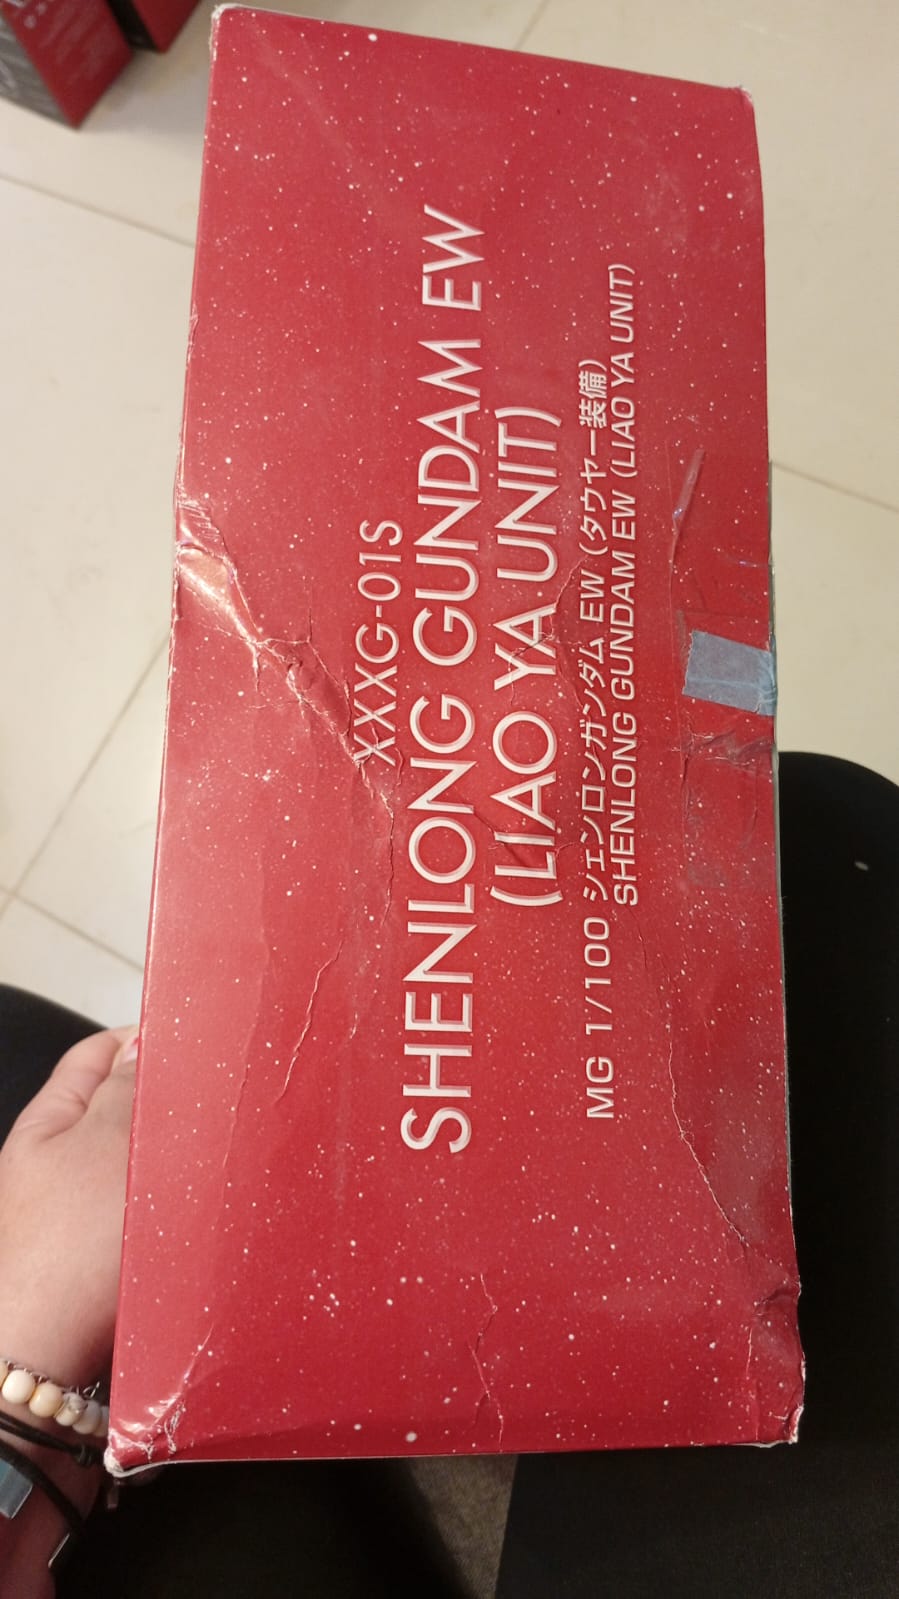 XXXG-01S
SHENLONG GUNDAM EW
(LIAO YA UNIT)
MG 1/100 シェンロンガンダム EW（タウヤー装備）
SHENLONG GUNDAM EW (LIAO YA UNIT)